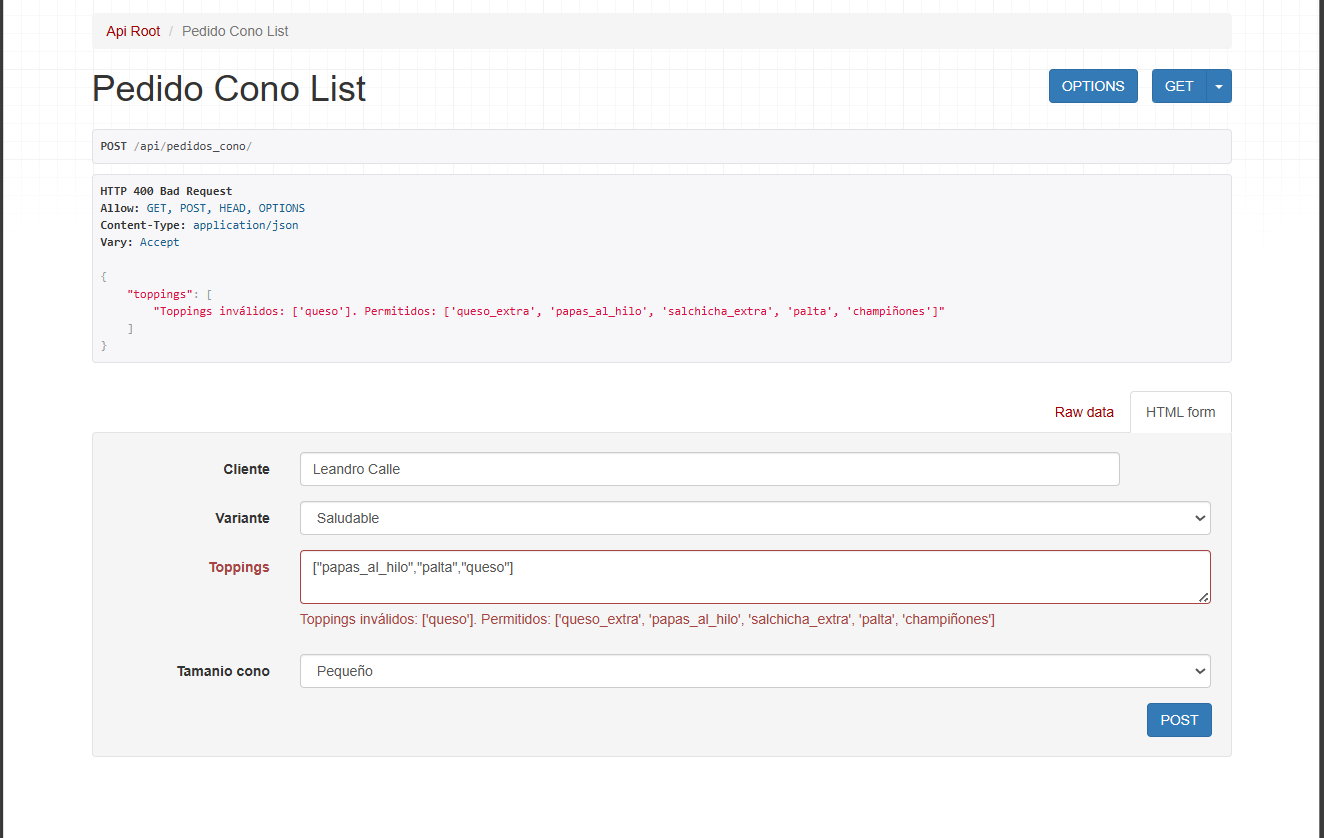 Api Root / Pedido Cono List
Pedido Cono List
OPTIONS
GET
POST /api/pedidos_cono/
HTTP 400 Bad Request
Allow: GET, POST, HEAD, OPTIONS
Content-Type: application/json
Vary: Accept
{
"toppings": [
"Toppings inválidos: ['queso']. Permitidos: ['queso_extra', 'papas_al_hilo', 'salchicha_extra', 'palta', 'champiñones']"
]
}
Raw data
HTML form
Cliente
Leandro Calle
Variante
Saludable
Toppings
["papas_al_hilo","palta","queso"]
Toppings inválidos: ['queso']. Permitidos: ['queso_extra', 'papas_al_hilo', 'salchicha_extra', 'palta', 'champiñones']
Tamanio cono
Pequeño
POST